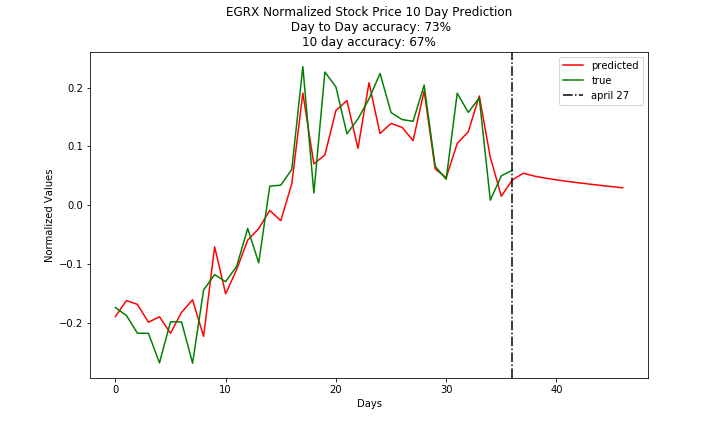 EGRX Normalized Stock Price 10 Day Prediction
Day to Day accuracy: 73%
10 day accuracy: 67%
predicted
true
april 27
0.2
0.1
0.0
−0.1
−0.2
Normalized Values
0 10 20 30 40
Days